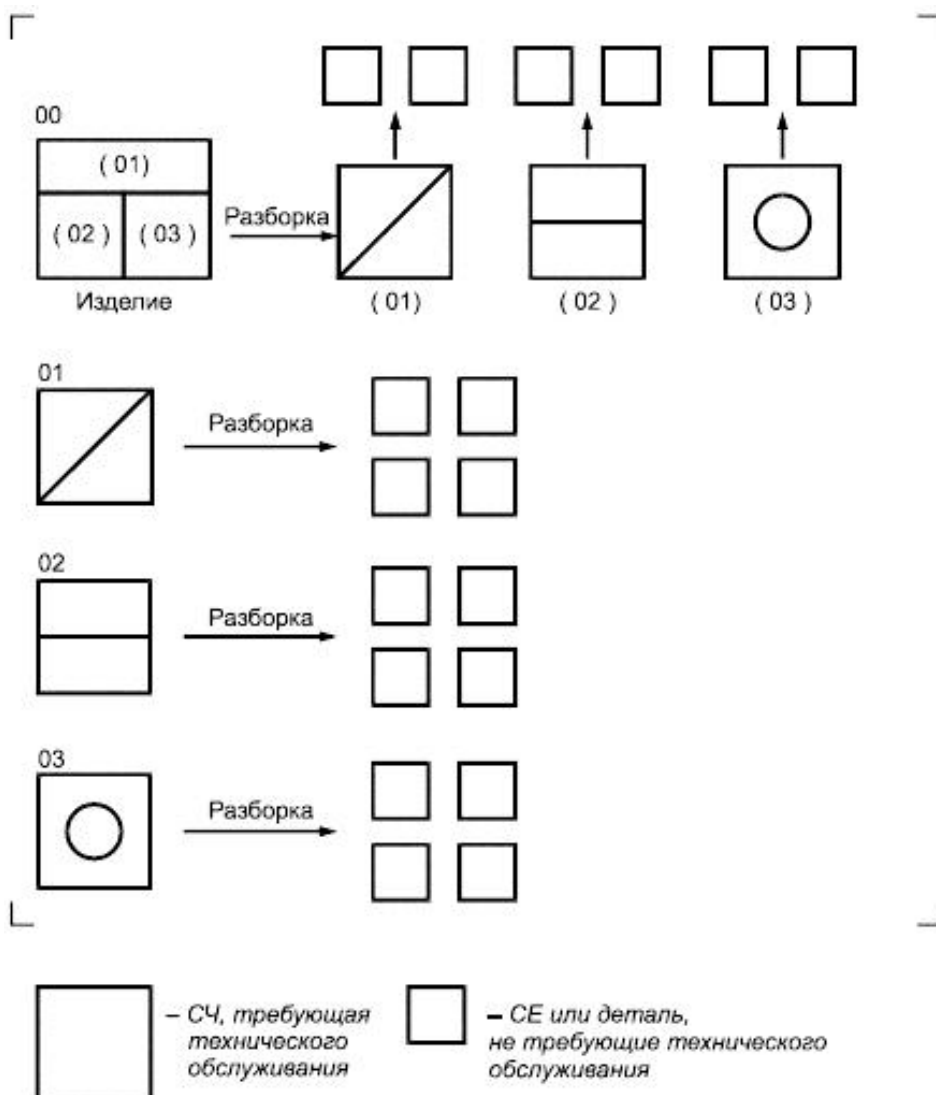 00
( 01)
( 02 ) ( 03 )
Изделие
Разборка
( 01)
( 02 )
( 03 )
01
Разборка
02
Разборка
03
Разборка
– СЧ, требующая
технического
обслуживания
– СЕ или деталь,
не требующие технического
обслуживания